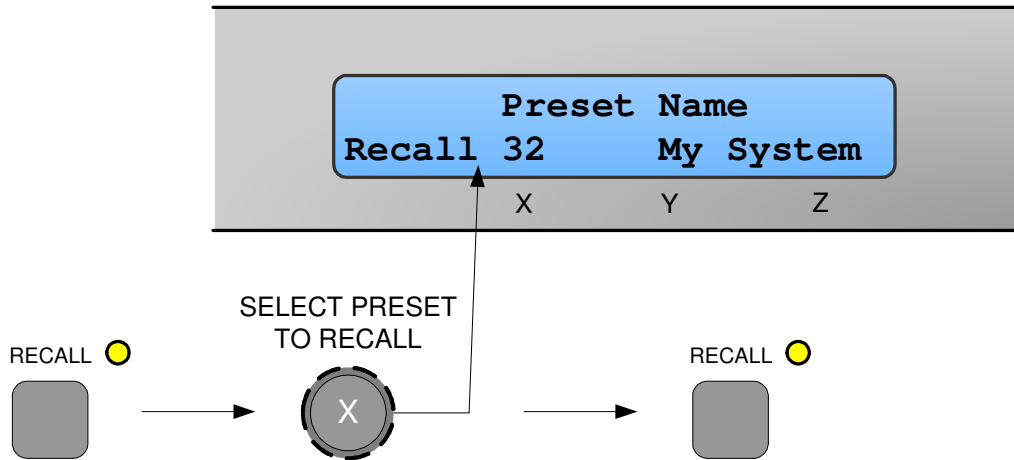 Preset Name
Recall 32 My System
X Y Z
SELECT PRESET
TO RECALL
RECALL
X
RECALL